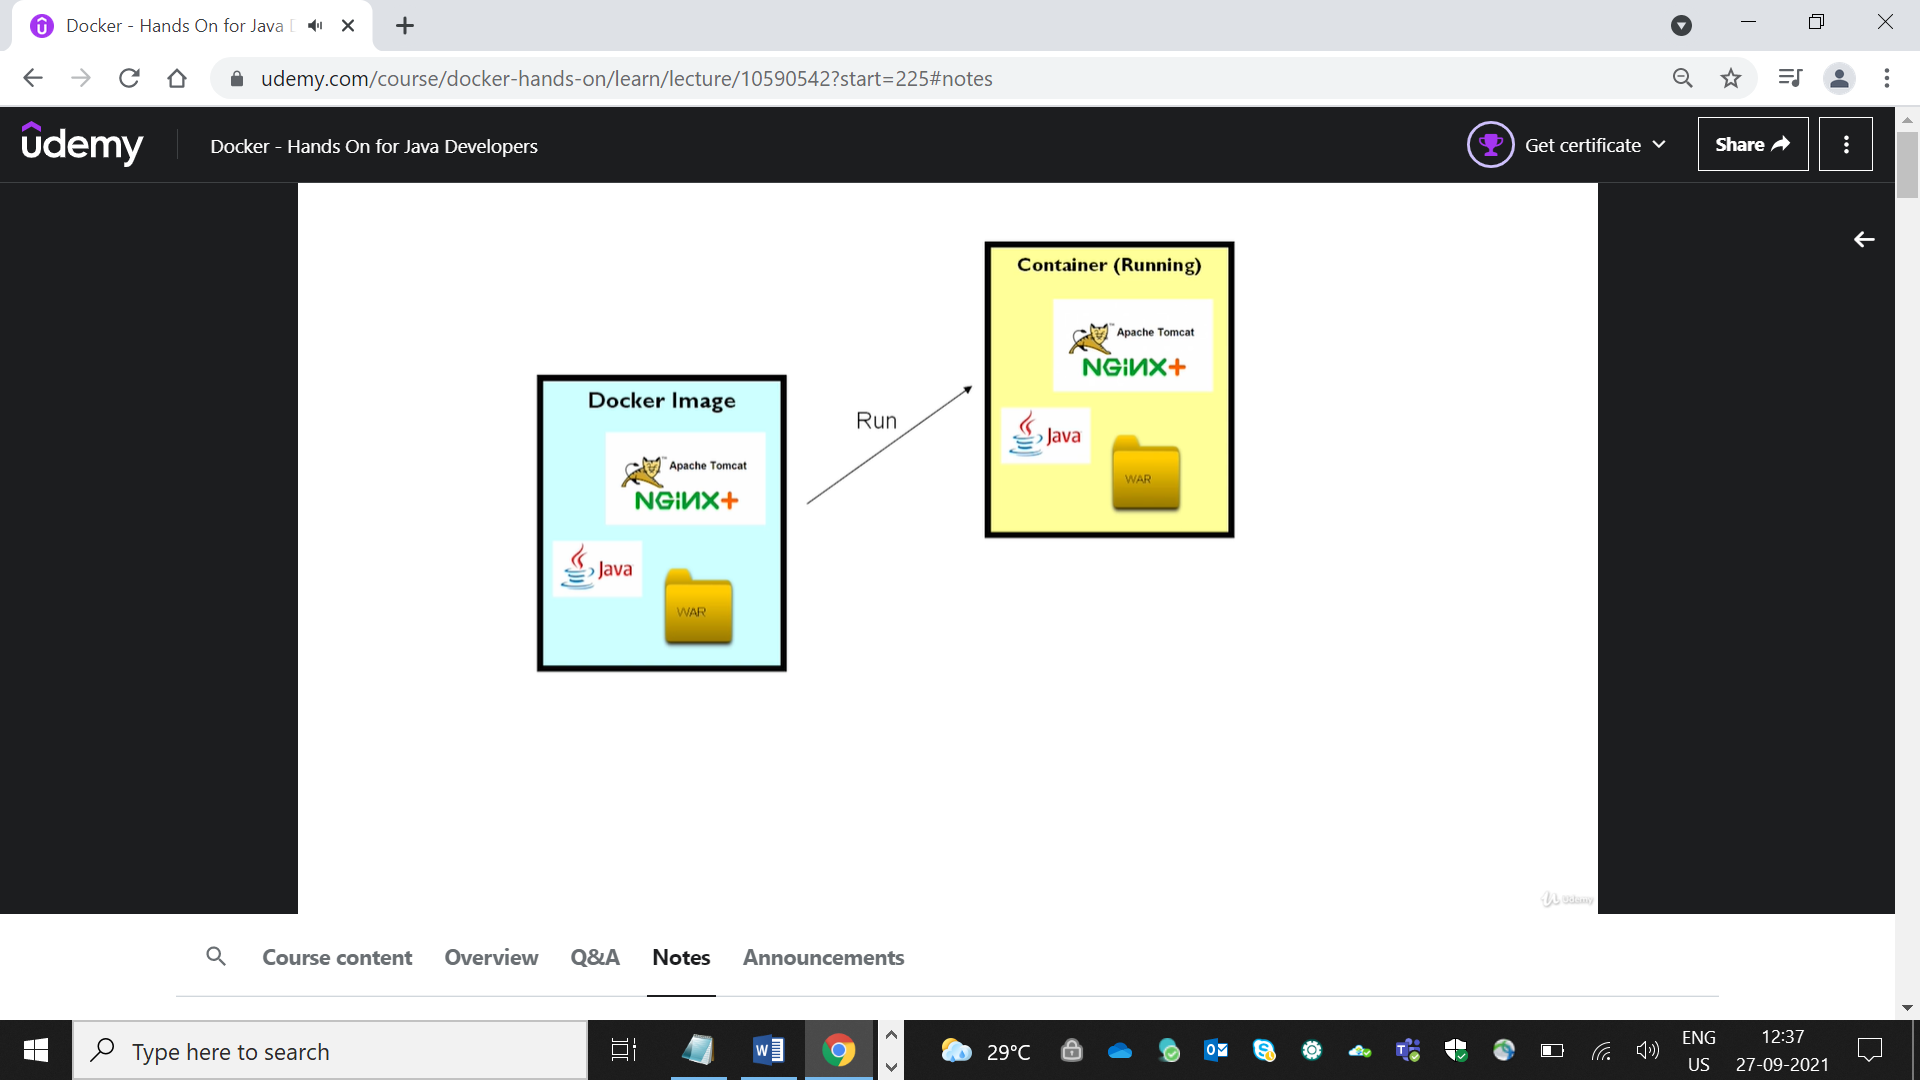 Docker - Hands On for Java D
udemy.com/course/docker-hands-on/learn/lecture/10590542?start=225#notes
udemy
Docker - Hands On for Java Developers
Get certificate
Share
Container (Running)
Apache Tomcat
NGINX+
Java
WAR
Run
Docker Image
Apache Tomcat
NGINX+
Java
WAR
Udemy
Course content
Overview
Q&A
Notes
Announcements
Type here to search
29°C
ENG
US
12:37
27-09-2021